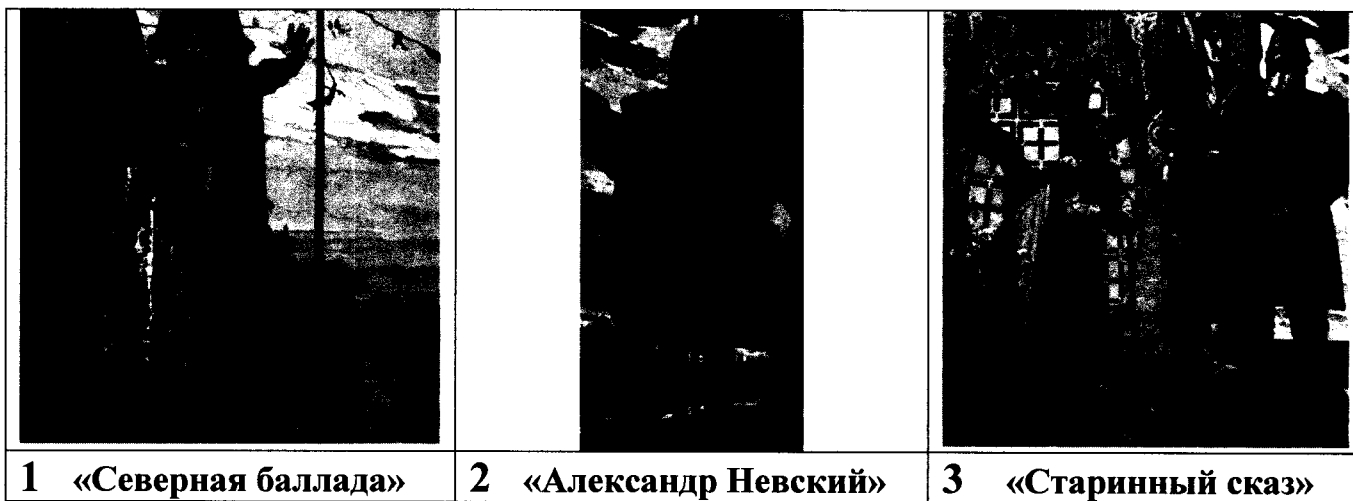 1 «Северная баллада»
2 «Александр Невский»
3 «Старинный сказ»